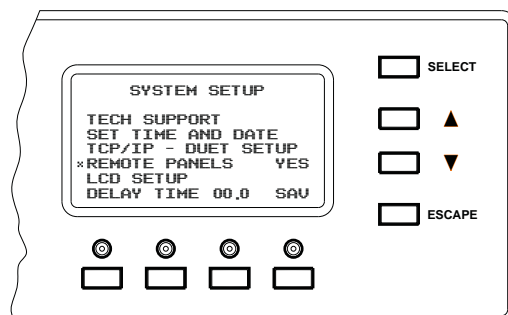 SYSTEM SETUP
TECH SUPPORT
SET TIME AND DATE
TCP/IP - DUET SETUP
*REMOTE PANELS YES
LCD SETUP
DELAY TIME 00.0 SAV
SELECT
▲
▼
ESCAPE